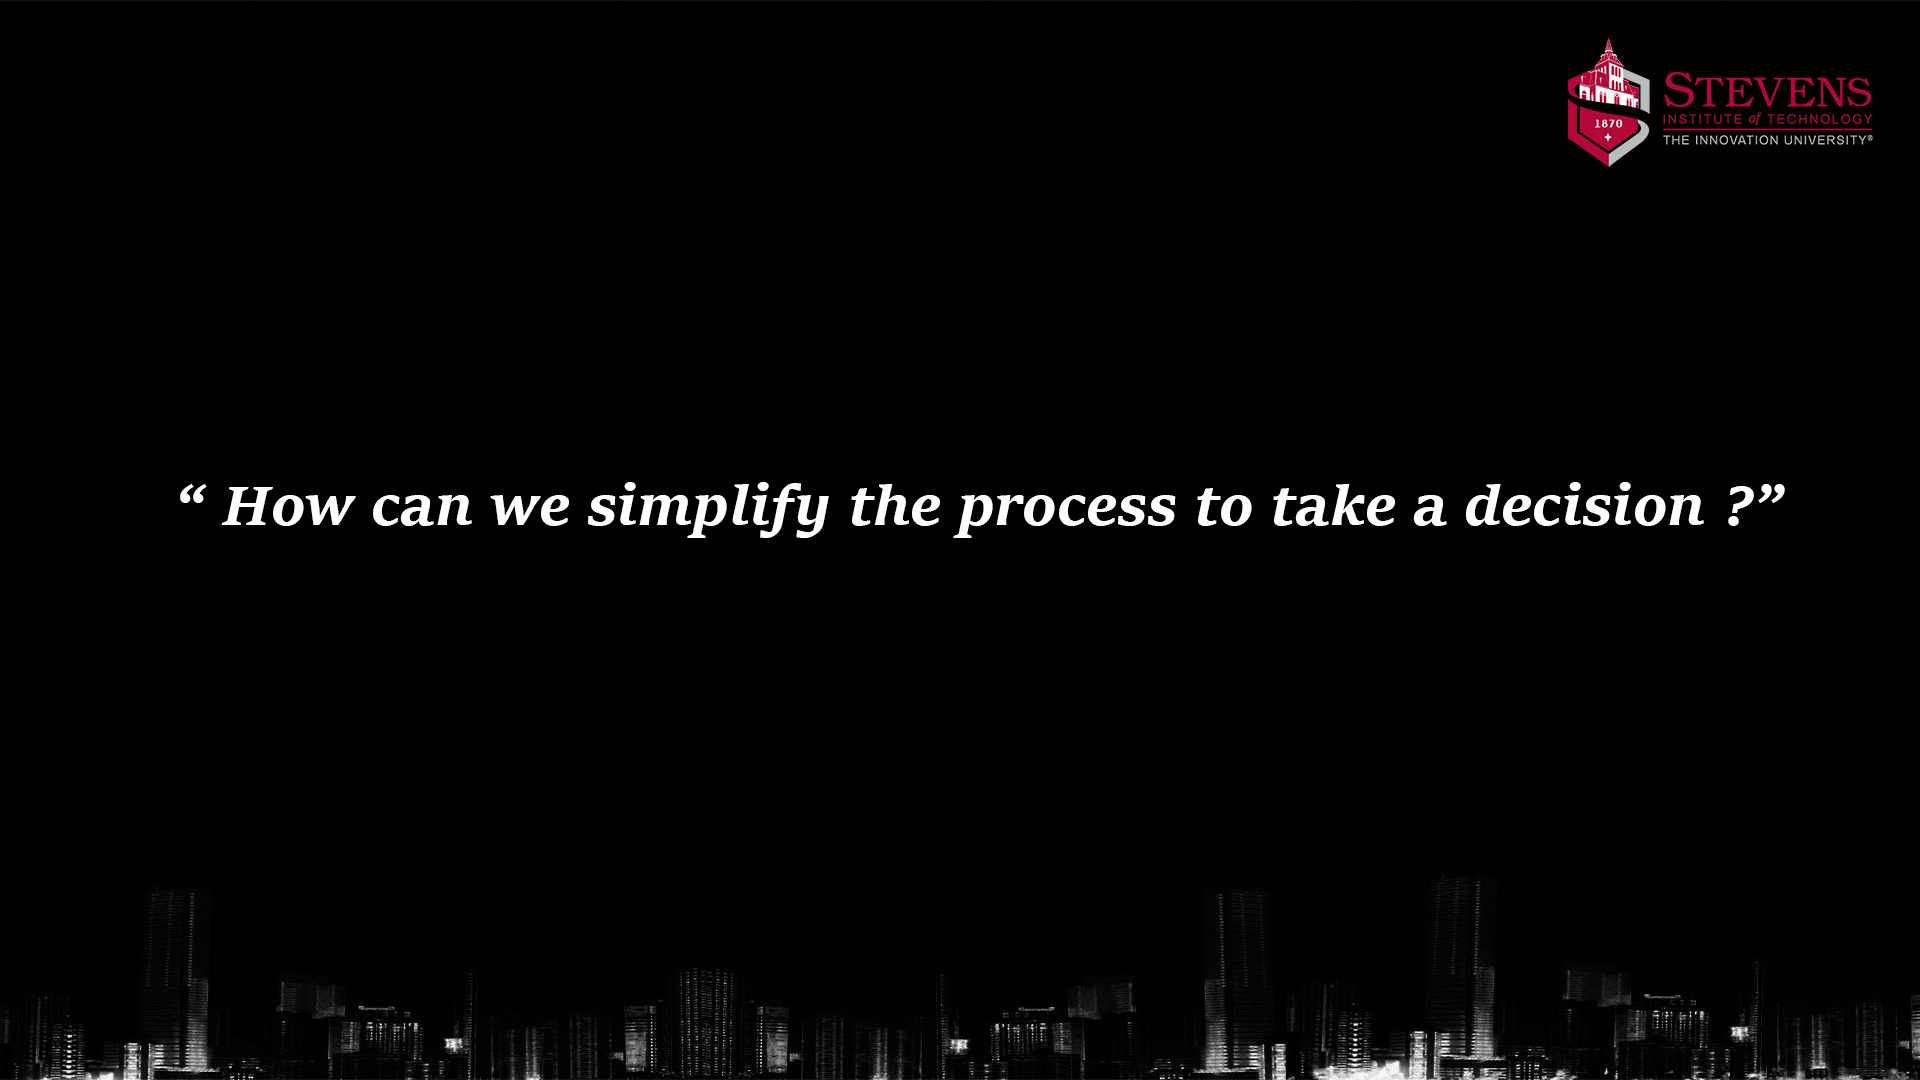 STEVENS
INSTITUTE of TECHNOLOGY
THE INNOVATION UNIVERSITY®
1870
“ How can we simplify the process to take a decision ?”